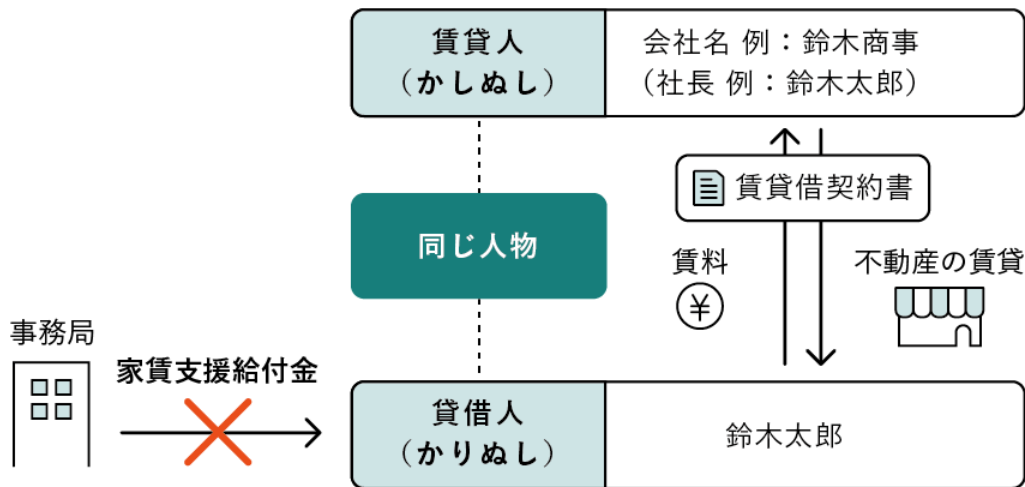 賃貸人
（かしぬし）
会社名 例：鈴木商事
（社長 例：鈴木太郎）
賃貸借契約書
同じ人物
賃料
¥
不動産の賃貸
事務局
家賃支援給付金
貸借人
（かりぬし）
鈴木太郎